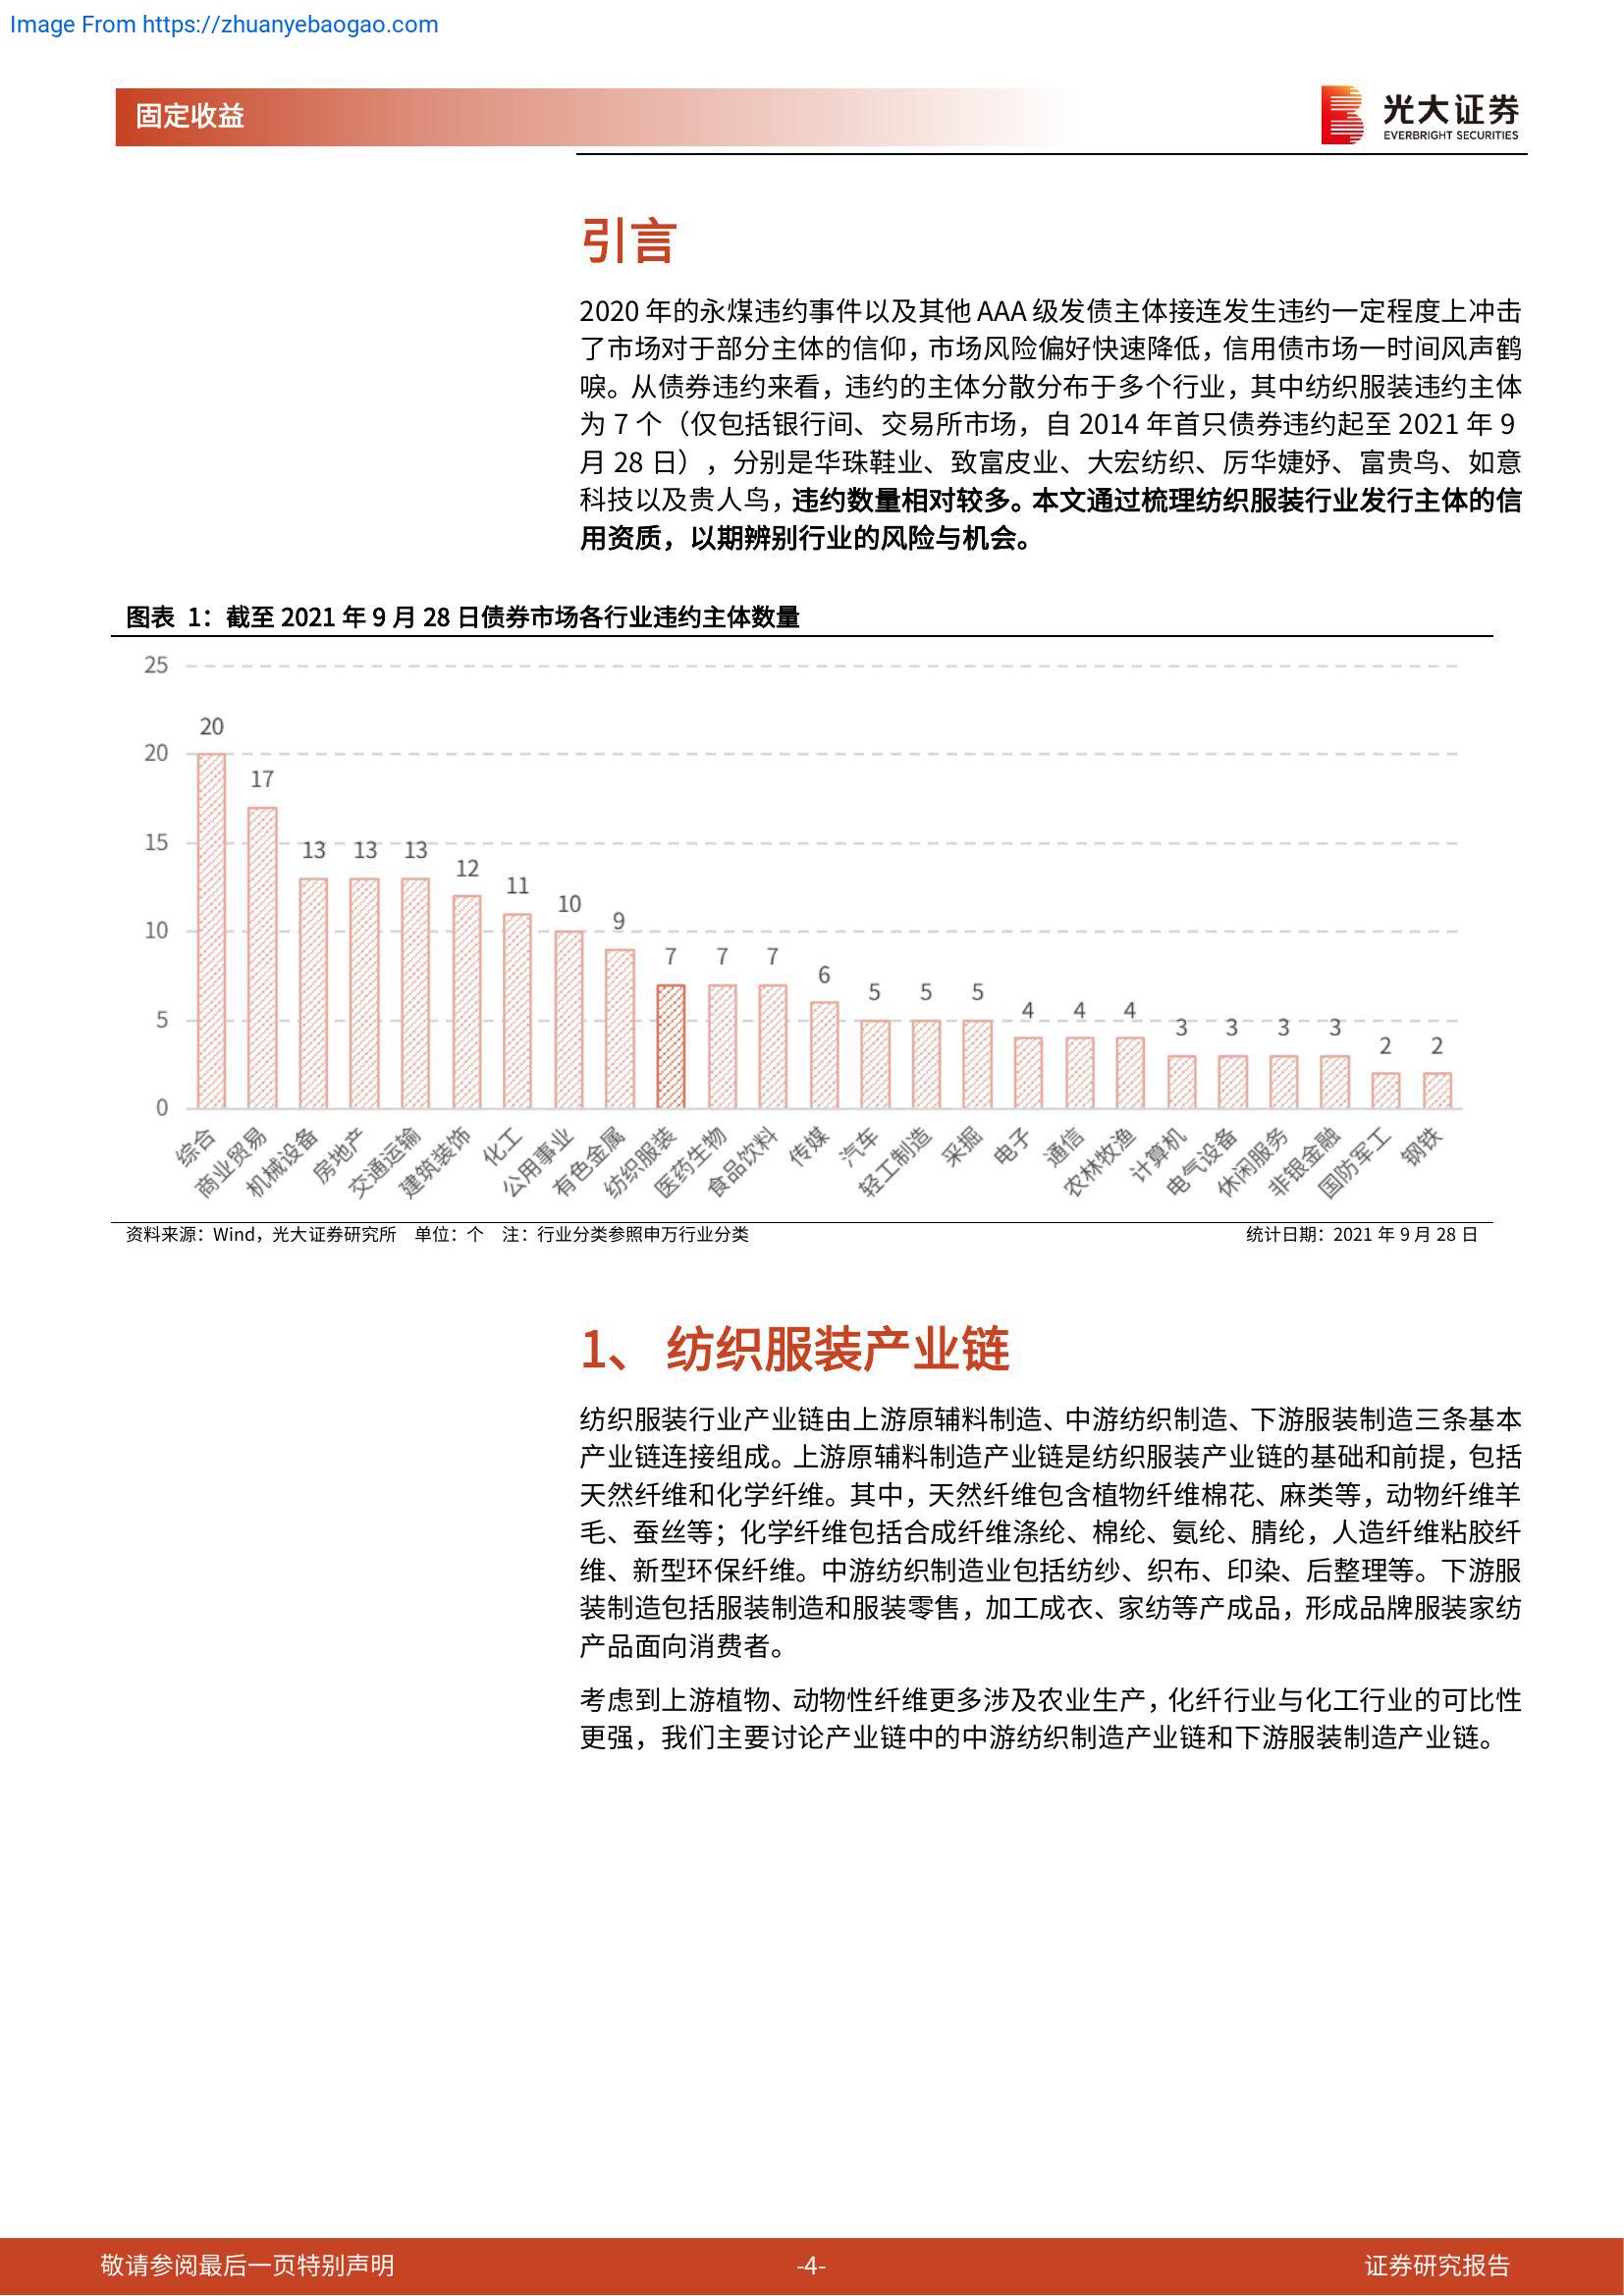 Image From https://zhuanyebaogao.com
固定收益
光大证券
EVERBRIGHT SECURITIES
引言
2020 年的永煤违约事件以及其他 AAA 级发债主体接连发生违约一定程度上冲击
了市场对于部分主体的信仰，市场风险偏好快速降低，信用债市场一时间风声鹤
唳。从债券违约来看，违约的主体分散分布于多个行业，其中纺织服装违约主体
为 7 个（仅包括银行间、交易所市场，自 2014 年首只债券违约起至 2021 年 9
月 28 日），分别是华珠鞋业、致富皮业、大宏纺织、厉华婕妤、富贵鸟、如意
科技以及贵人鸟，违约数量相对较多。本文通过梳理纺织服装行业发行主体的信
用资质，以期辨别行业的风险与机会。
图表 1：截至 2021 年 9 月 28 日债券市场各行业违约主体数量
25
20
15
10
5
0
20 17 13 13 13 12 11 10 9 7 7 7 6 5 5 5 4 4 4 3 3 3 3 2 2
综合 商业贸易 机械设备 房地产 交通运输 建筑装饰 化工 公用事业 有色金属 纺织服装 医药生物 食品饮料 传媒 汽车 轻工制造 采掘 电子 通信 农林牧渔 计算机 电气设备 休闲服务 非银金融 国防军工 钢铁
资料来源：Wind，光大证券研究所 单位：个 注：行业分类参照申万行业分类 统计日期：2021 年 9 月 28 日
1、 纺织服装产业链
纺织服装行业产业链由上游原辅料制造、中游纺织制造、下游服装制造三条基本
产业链连接组成。上游原辅料制造产业链是纺织服装产业链的基础和前提，包括
天然纤维和化学纤维。其中，天然纤维包含植物纤维棉花、麻类等，动物纤维羊
毛、蚕丝等；化学纤维包括合成纤维涤纶、棉纶、氨纶、腈纶，人造纤维粘胶纤
维、新型环保纤维。中游纺织制造业包括纺纱、织布、印染、后整理等。下游服
装制造包括服装制造和服装零售，加工成衣、家纺等产成品，形成品牌服装家纺
产品面向消费者。
考虑到上游植物、动物性纤维更多涉及农业生产，化纤行业与化工行业的可比性
更强，我们主要讨论产业链中的中游纺织制造产业链和下游服装制造产业链。
敬请参阅最后一页特别声明 -4- 证券研究报告